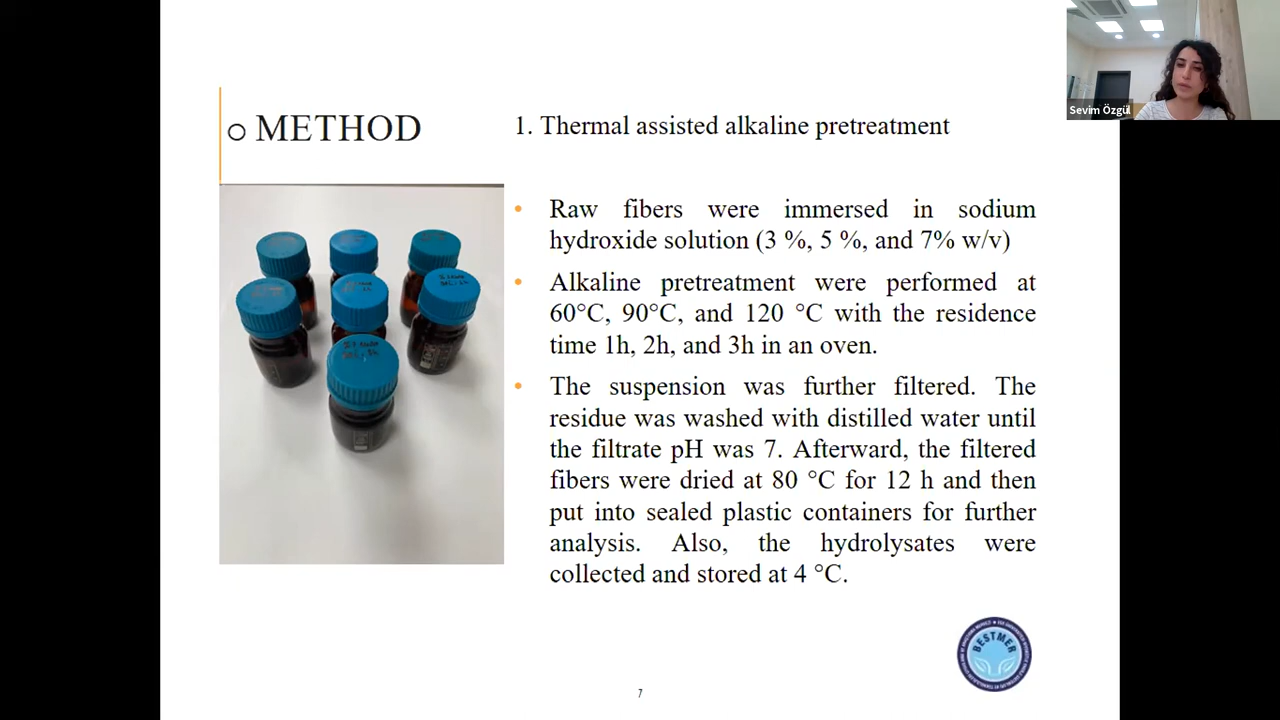 METHOD
1. Thermal assisted alkaline pretreatment
• Raw fibers were immersed in sodium
hydroxide solution (3 %, 5 %, and 7% w/v)
• Alkaline pretreatment were performed at
60°C, 90°C, and 120 °C with the residence
time 1h, 2h, and 3h in an oven.
• The suspension was further filtered. The
residue was washed with distilled water until
the filtrate pH was 7. Afterward, the filtered
fibers were dried at 80 °C for 12 h and then
put into sealed plastic containers for further
analysis. Also, the hydrolysates were
collected and stored at 4 °C.
BESTMER
7
Sevim Özgül